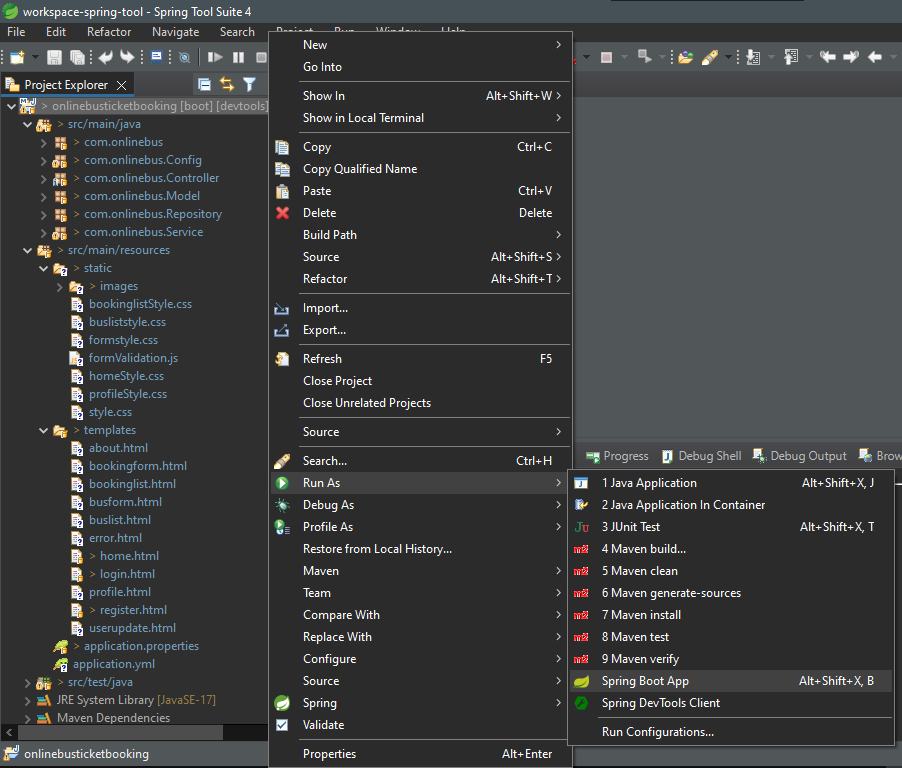 workspace-spring-tool - Spring Tool Suite 4
File Edit Refactor Navigate Search Project Run Window Help
Project Explorer
> onlinebusticketbooking [boot] [devtools]
> src/main/java
> com.onlinebus
> com.onlinebus.Config
> com.onlinebus.Controller
> com.onlinebus.Model
> com.onlinebus.Repository
> com.onlinebus.Service
> src/main/resources
> static
> images
bookinglistStyle.css
busliststyle.css
formstyle.css
formValidation.js
homeStyle.css
profileStyle.css
style.css
> templates
about.html
bookingform.html
bookinglist.html
busform.html
buslist.html
error.html
> home.html
> login.html
profile.html
> register.html
userupdate.html
> application.properties
application.yml
> src/test/java
JRE System Library [JavaSE-17]
Maven Dependencies
onlinebusticketbooking
New
Go Into
Show In Alt+Shift+W >
Show in Local Terminal
Copy Ctrl+C
Copy Qualified Name
Paste Ctrl+V
Delete Delete
Build Path
Source Alt+Shift+S >
Refactor Alt+Shift+T >
Import...
Export...
Refresh F5
Close Project
Close Unrelated Projects
Source
Search... Ctrl+H
Run As
Debug As
Profile As
Restore from Local History...
Maven
Team
Compare With
Replace With
Configure
Source
Spring
Validate
Properties Alt+Enter
Progress Debug Shell Debug Output Brow
1 Java Application Alt+Shift+X, J
2 Java Application In Container
3 JUnit Test Alt+Shift+X, T
4 Maven build...
5 Maven clean
6 Maven generate-sources
7 Maven install
8 Maven test
9 Maven verify
Spring Boot App Alt+Shift+X, B
Spring DevTools Client
Run Configurations...